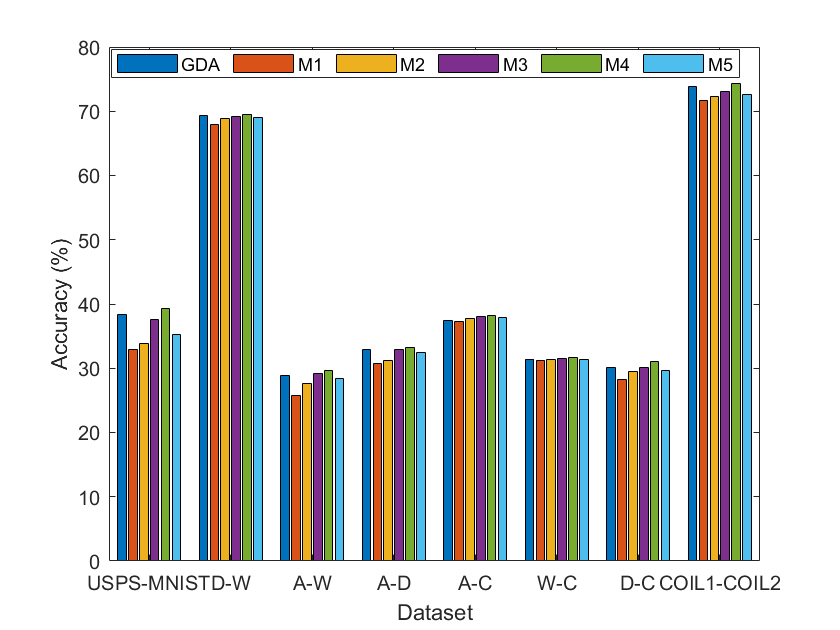 80
GDA M1 M2 M3 M4 M5
70
60
50
40
30
20
10
0
Accuracy (%)
USPS-MNIST D-W A-W A-D A-C W-C D-C COIL1-COIL2
Dataset